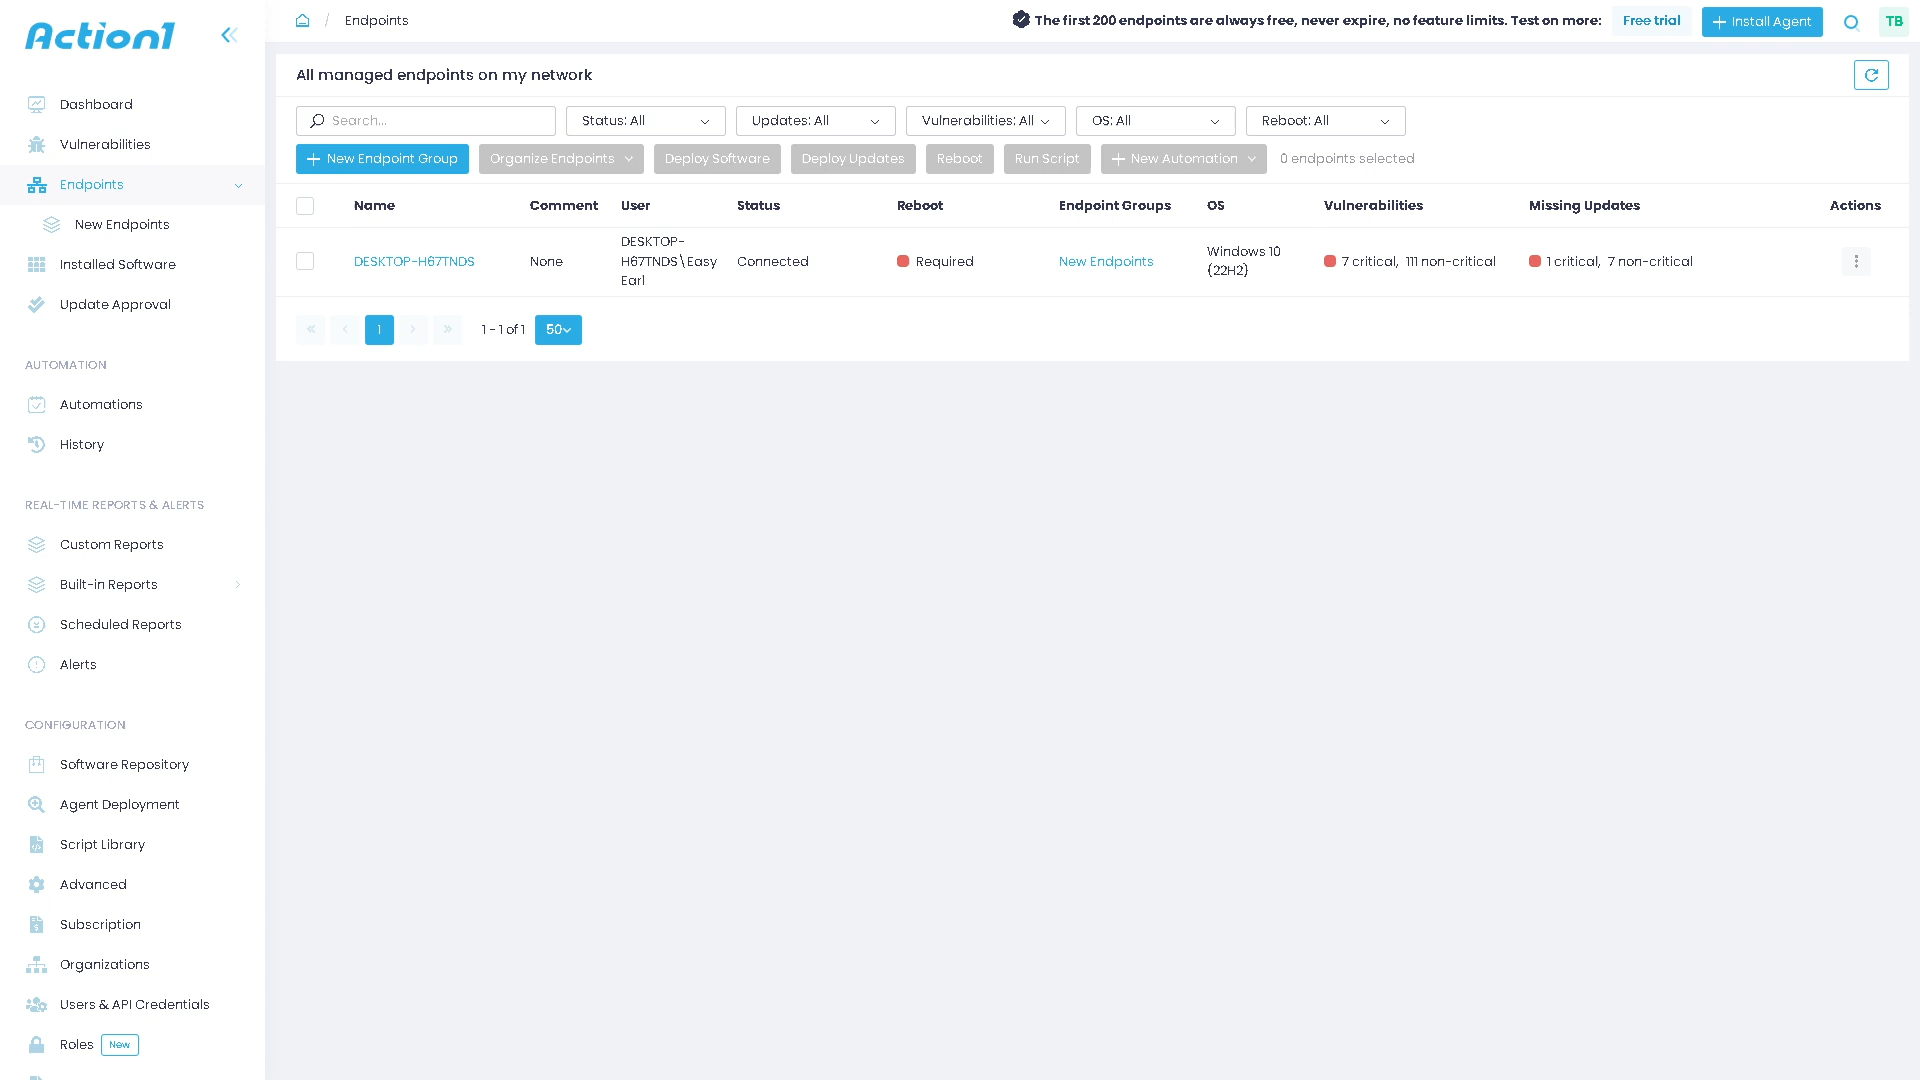 Action1
Dashboard
Vulnerabilities
Endpoints
New Endpoints
Installed Software
Update Approval
AUTOMATION
Automations
History
REAL-TIME REPORTS & ALERTS
Custom Reports
Built-in Reports
Scheduled Reports
Alerts
CONFIGURATION
Software Repository
Agent Deployment
Script Library
Advanced
Subscription
Organizations
Users & API Credentials
Roles New
/ Endpoints
The first 200 endpoints are always free, never expire, no feature limits. Test on more: Free trial + Install Agent TB
All managed endpoints on my network
Search... Status: All Updates: All Vulnerabilities: All OS: All Reboot: All
+ New Endpoint Group Organize Endpoints Deploy Software Deploy Updates Reboot Run Script + New Automation 0 endpoints selected
Name Comment User Status Reboot Endpoint Groups OS Vulnerabilities Missing Updates Actions
DESKTOP-H67TNDS None DESKTOP-
H67TNDS\Easy
Earl Connected Required New Endpoints Windows 10
(22H2) 7 critical, 111 non-critical 1 critical, 7 non-critical
« ‹ 1 › » 1 - 1 of 1 50